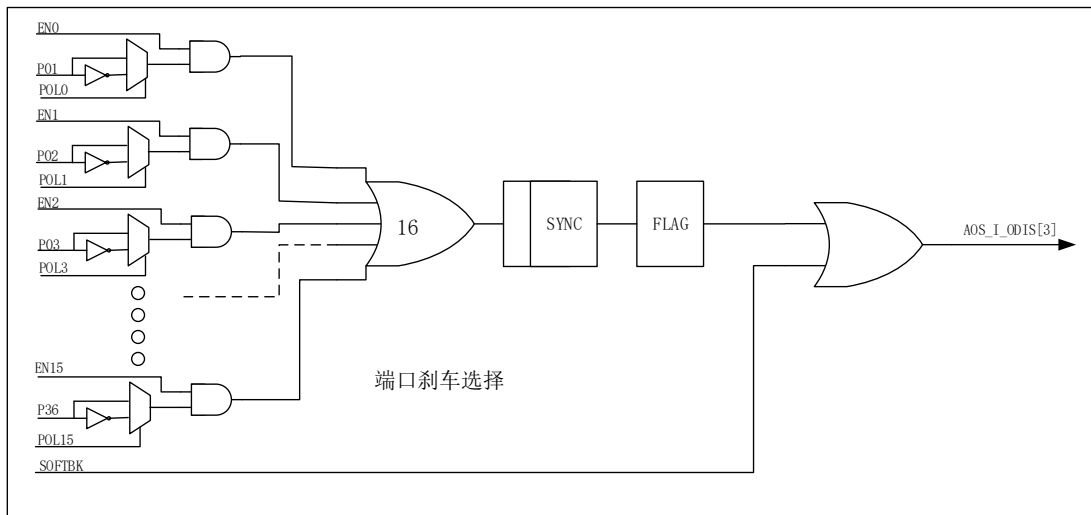 EN0
P01
POL0
EN1
P02
POL1
EN2
P03
POL3
EN15
P36
POL15
SOFTBK
16
SYNC
FLAG
AOS_I_ODIS[3]
端口刹车选择